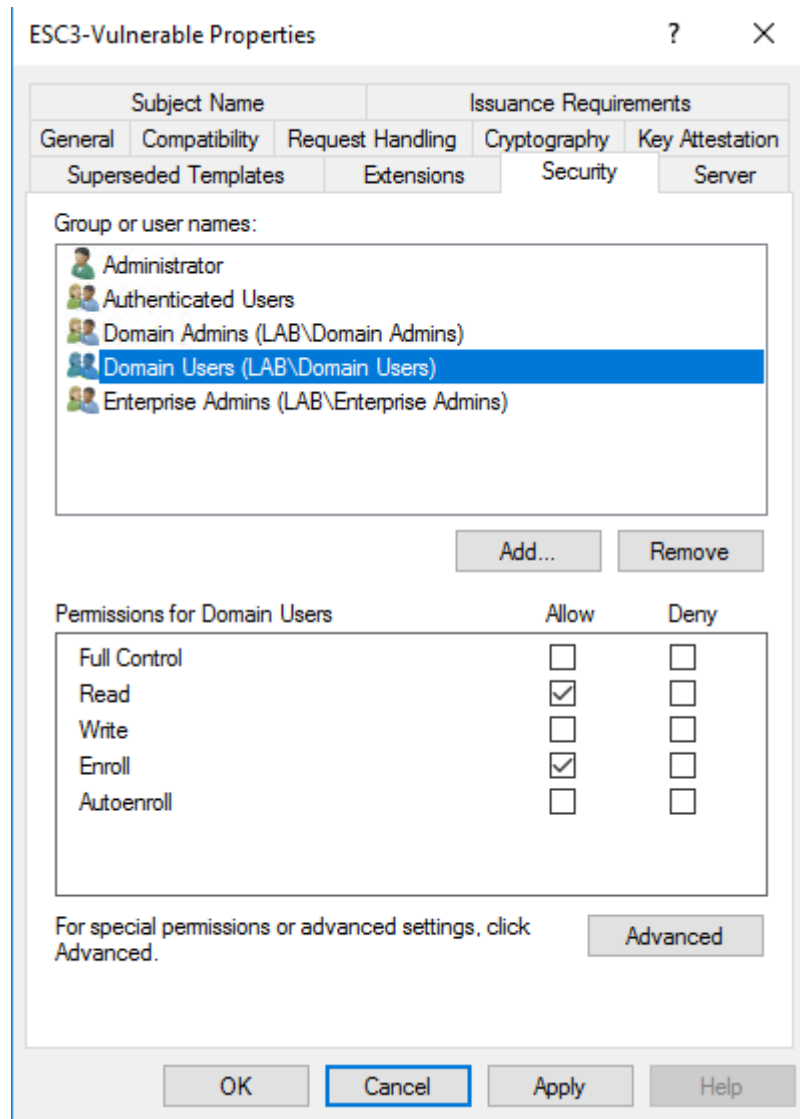 ESC3-Vulnerable Properties ?
Subject Name Issuance Requirements
General Compatibility Request Handling Cryptography Key Attestation
Superseded Templates Extensions Security Server
Group or user names:
Administrator
Authenticated Users
Domain Admins (LAB\Domain Admins)
Domain Users (LAB\Domain Users)
Enterprise Admins (LAB\Enterprise Admins)
Add... Remove
Permissions for Domain Users Allow Deny
Full Control
Read
Write
Enroll
Autoenroll
For special permissions or advanced settings, click
Advanced.
Advanced
OK Cancel Apply Help